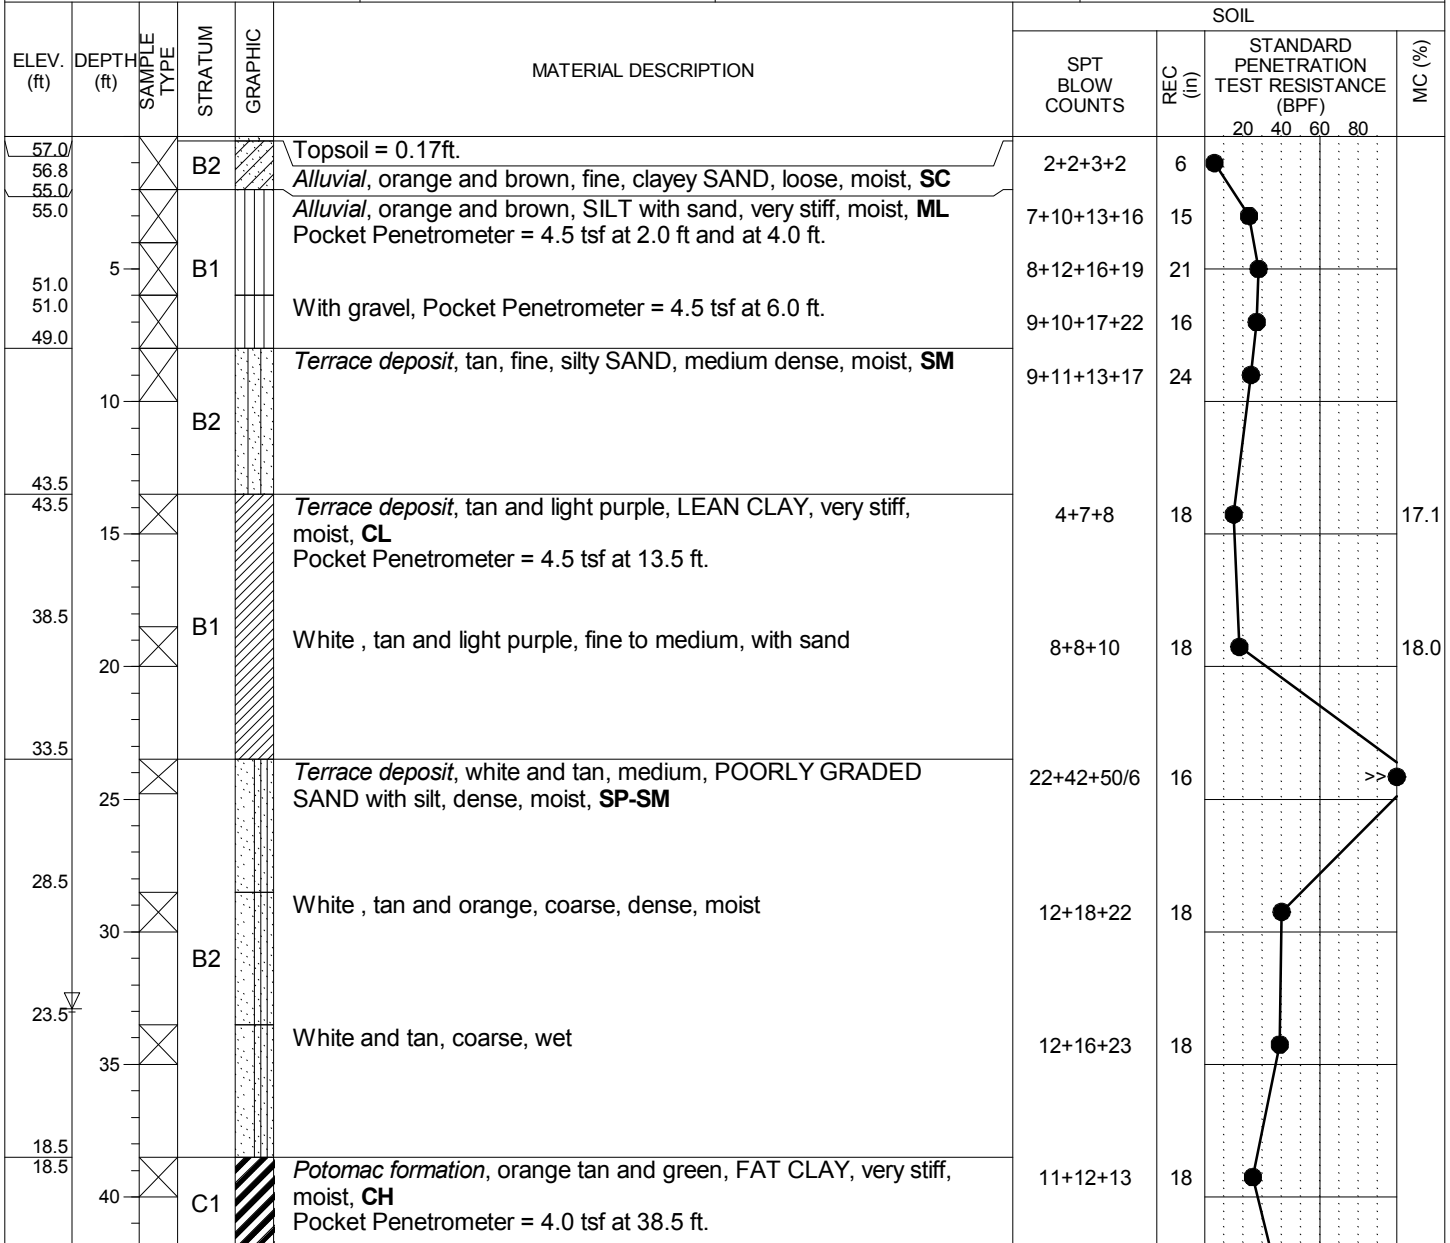 SOIL
ELEV. (ft)
DEPTH (ft)
SAMPLE TYPE
STRATUM
GRAPHIC
MATERIAL DESCRIPTION
SPT BLOW COUNTS
REC (in)
STANDARD PENETRATION TEST RESISTANCE (BPF)
20 40 60 80
MC (%)
57.0
56.8
B2
Topsoil = 0.17ft.
2+2+3+2 6
55.0
Alluvial, orange and brown, fine, clayey SAND, loose, moist, SC
55.0
Alluvial, orange and brown, SILT with sand, very stiff, moist, ML
7+10+13+16 15
Pocket Penetrometer = 4.5 tsf at 2.0 ft and at 4.0 ft.
5
B1
8+12+16+19 21
51.0
51.0
With gravel, Pocket Penetrometer = 4.5 tsf at 6.0 ft.
9+10+17+22 16
49.0
Terrace deposit, tan, fine, silty SAND, medium dense, moist, SM
9+11+13+17 24
10
B2
43.5
43.5
Terrace deposit, tan and light purple, LEAN CLAY, very stiff,
4+7+8 18 17.1
15
moist, CL
Pocket Penetrometer = 4.5 tsf at 13.5 ft.
38.5
B1
White , tan and light purple, fine to medium, with sand
8+8+10 18 18.0
20
33.5
Terrace deposit, white and tan, medium, POORLY GRADED
22+42+50/6 16 >>
25
SAND with silt, dense, moist, SP-SM
28.5
White , tan and orange, coarse, dense, moist
12+18+22 18
30
B2
23.5
White and tan, coarse, wet
12+16+23 18
35
18.5
18.5
Potomac formation, orange tan and green, FAT CLAY, very stiff,
11+12+13 18
40
C1
moist, CH
Pocket Penetrometer = 4.0 tsf at 38.5 ft.